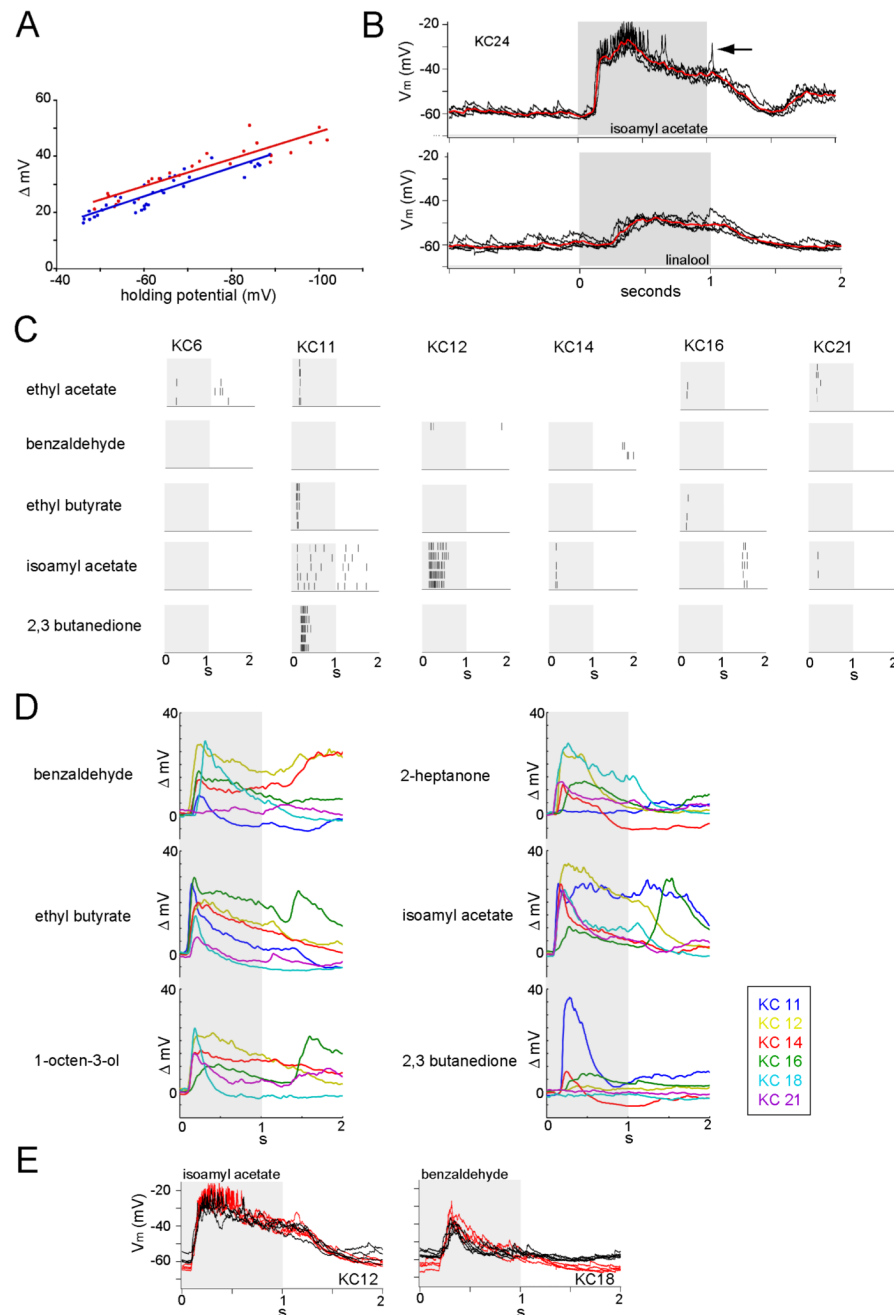 A
60
40
20
0
Δ mV
-40 -60 -80 -100
holding potential (mV)
B
KC24
-20
-40
-60
Vm (mV)
isoamyl acetate
-20
-40
-60
Vm (mV)
linalool
0 1 2
seconds
C
KC6 KC11 KC12 KC14 KC16 KC21
ethyl acetate
benzaldehyde
ethyl butyrate
isoamyl acetate
2,3 butanedione
0 1 2 0 1 2 0 1 2 0 1 2 0 1 2 0 1 2
s s s s s s
D
40
benzaldehyde
Δ mV
0
40
2-heptanone
Δ mV
0
40
ethyl butyrate
Δ mV
0
40
isoamyl acetate
Δ mV
0
40
1-octen-3-ol
Δ mV
0
0 1 2
s
40
2,3 butanedione
Δ mV
0
0 1 2
s
KC 11
KC 12
KC 14
KC 16
KC 18
KC 21
E
isoamyl acetate
-20
-40
-60
Vm (mV)
KC12
0 1 2
s
benzaldehyde
KC18
0 1 2
s